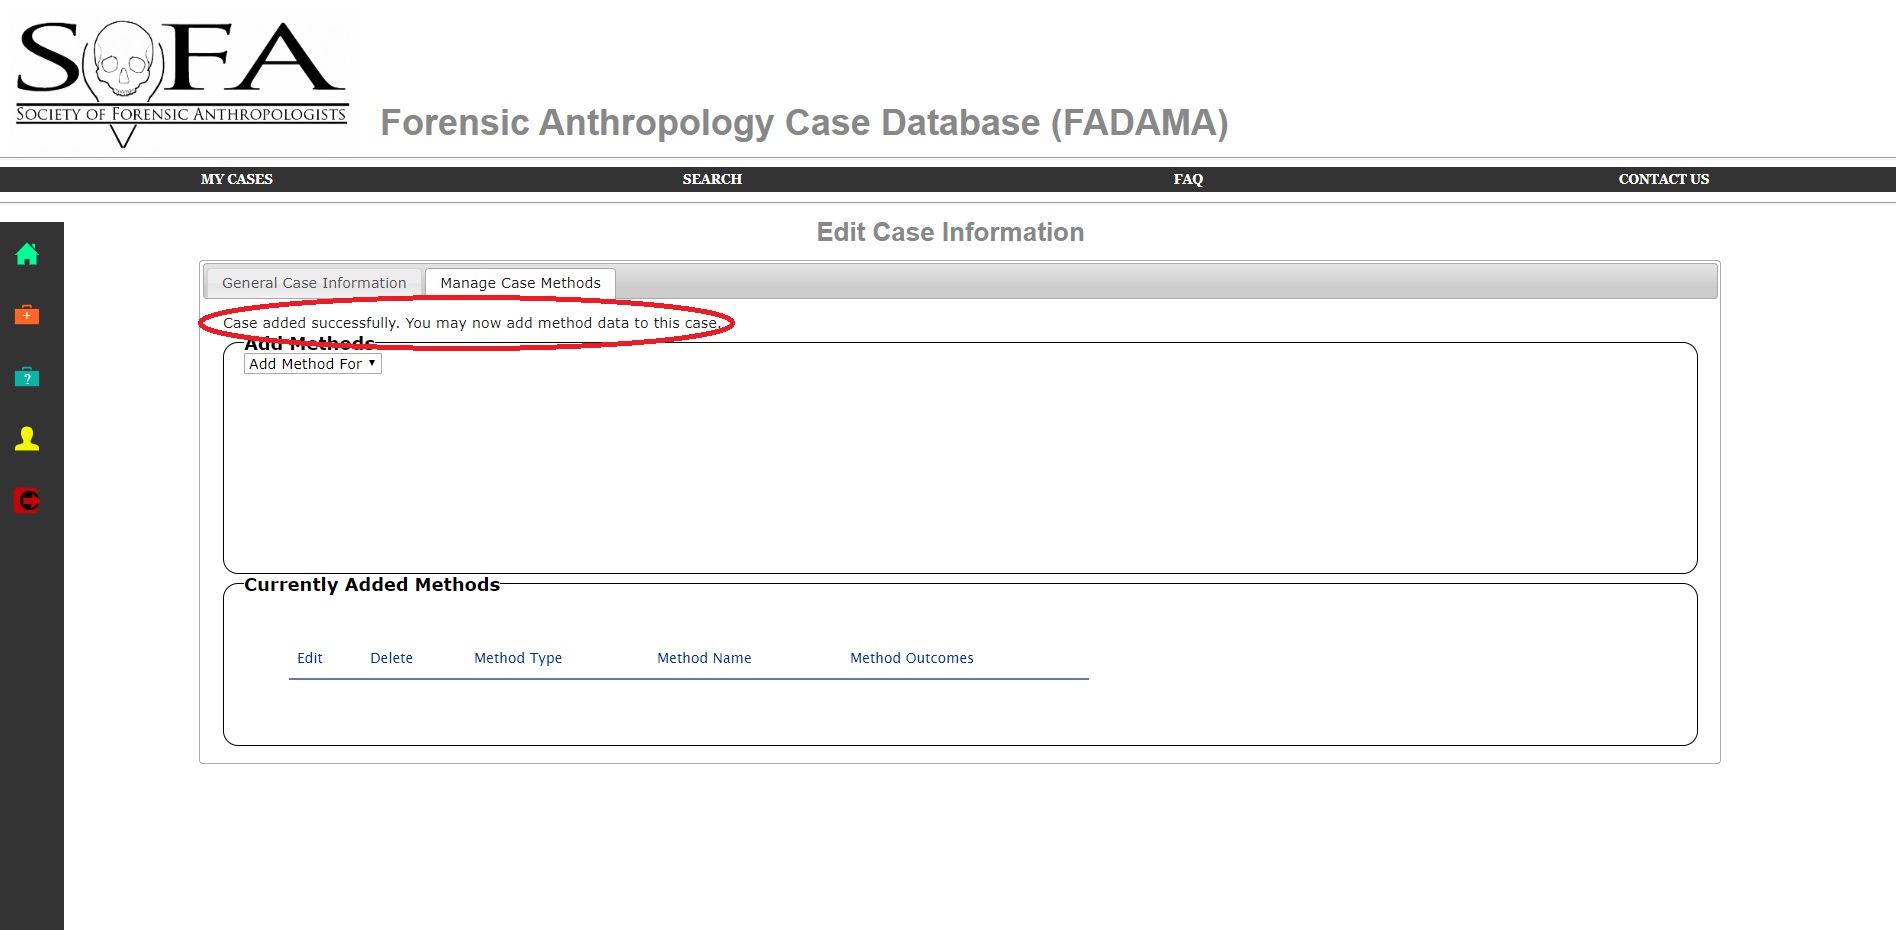 SOFA
SOCIETY OF FORENSIC ANTHROPOLOGISTS
Forensic Anthropology Case Database (FADAMA)
MY CASES SEARCH FAQ CONTACT US
Edit Case Information
General Case Information Manage Case Methods
Case added successfully. You may now add method data to this case.
Add Methods
Add Method For
Currently Added Methods
Edit Delete Method Type Method Name Method Outcomes